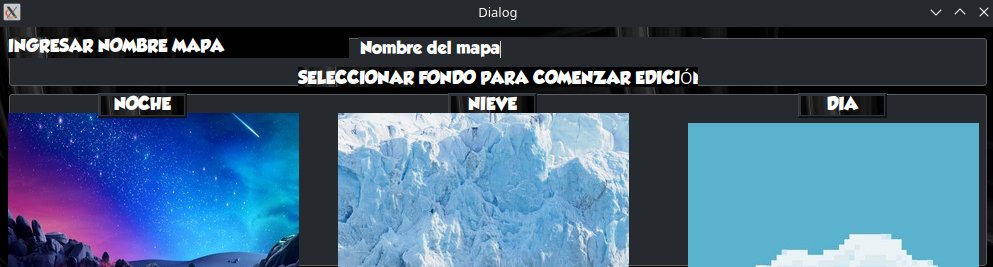 Dialog
INGRESAR NOMBRE MAPA
Nombre del mapa
SELECCIONAR FONDO PARA COMENZAR EDICIÓN
NOCHE
NIEVE
DIA